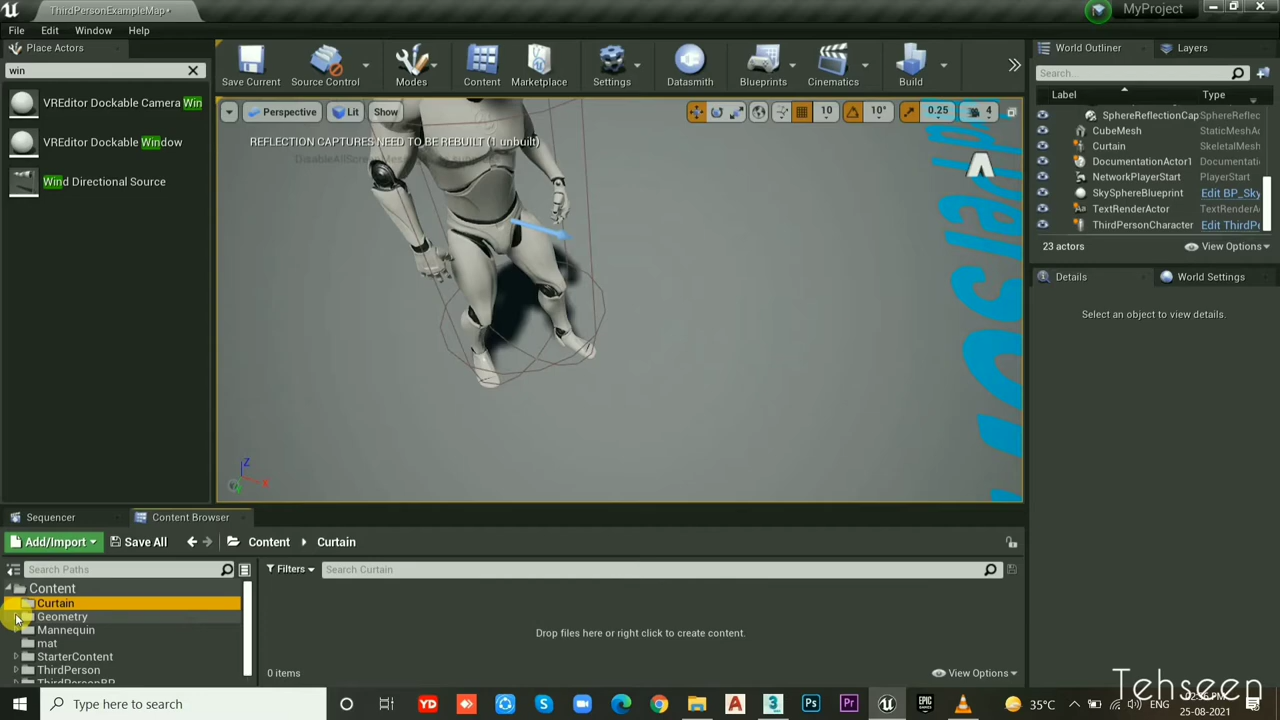 ThirdPersonExampleMap*
MyProject
File Edit Window Help
Place Actors
win
VREditor Dockable Camera Win
VREditor Dockable Window
Wind Directional Source
Save Current
Source Control
Modes
Content
Marketplace
Settings
Datasmith
Blueprints
Cinematics
Build
Perspective
Lit
Show
10
10°
0.25
4
REFLECTION CAPTURES NEED TO BE REBUILT (1 unbuilt)
World Outliner
Layers
Search...
Label
Type
SphereReflectionCap SphereReflec
CubeMesh StaticMeshAc
Curtain SkeletalMesh
DocumentationActor1 Documentati
NetworkPlayerStart PlayerStart
SkySphereBlueprint Edit BP_Sky
TextRenderActor TextRenderA
ThirdPersonCharacter Edit ThirdPe
23 actors
View Options
Details
World Settings
Select an object to view details.
Z
X
Sequencer
Content Browser
Add/Import
Save All
Content
Curtain
Search Paths
Filters
Search Curtain
Content
Curtain
Geometry
Mannequin
mat
StarterContent
ThirdPerson
ThirdPersonBP
Drop files here or right click to create content.
0 items
View Options
Tehseen
Type here to search
35°C
ENG
25-08-2021